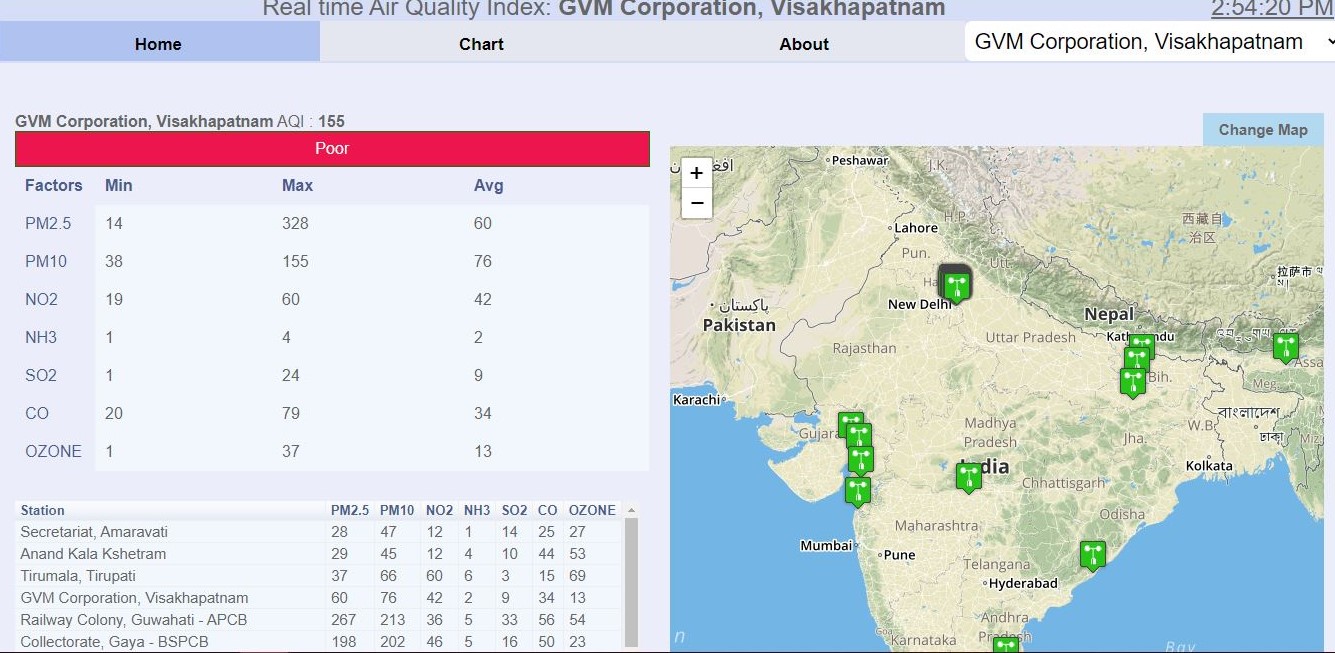 Real time Air Quality Index: GVM Corporation, Visakhapatnam
2:54:20 PM
Home Chart About GVM Corporation, Visakhapatnam
GVM Corporation, Visakhapatnam AQI : 155
Poor
Factors Min Max Avg
PM2.5 14 328 60
PM10 38 155 76
NO2 19 60 42
NH3 1 4 2
SO2 1 24 9
CO 20 79 34
OZONE 1 37 13
Station PM2.5 PM10 NO2 NH3 SO2 CO OZONE
Secretariat, Amaravati 28 47 12 1 14 25 27
Anand Kala Kshetram 29 45 12 4 10 44 53
Tirumala, Tirupati 37 66 60 6 3 15 69
GVM Corporation, Visakhapatnam 60 76 42 2 9 34 13
Railway Colony, Guwahati - APCB 267 213 36 5 33 56 54
Collectorate, Gaya - BSPCB 198 202 46 5 16 50 23
Change Map
+
−
Peshawar
J.K.
H.P.
西藏自
治区
Lahore
Pun.
Utt.
拉萨市
Ha
New Delhi
پاکستان
Pakistan
Nepal
Kath ndu
Uttar Pradesh
Rajasthan
Assa
Bih.
Meg.
Karachi
বাংলাদেশ
Gujara
Madhya
Pradesh
Jha.
W.B.
ঢাকা
Miz.
dia
Kolkata
Chhattisgarh
Odisha
Maharashtra
Mumbai
Pune
Telangana
Hyderabad
Andhra
Pradesh
Goa
Karnataka
n
Bay